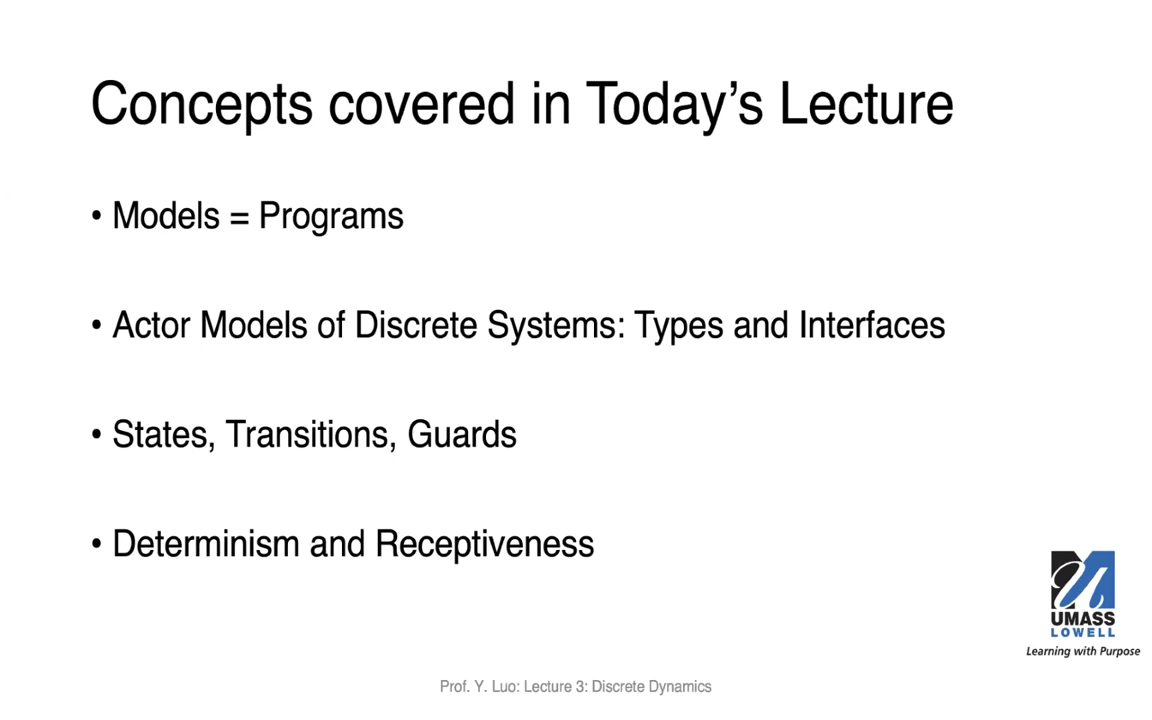 Concepts covered in Today's Lecture
• Models = Programs
• Actor Models of Discrete Systems: Types and Interfaces
• States, Transitions, Guards
• Determinism and Receptiveness
UMASS
LOWELL
Learning with Purpose
Prof. Y. Luo: Lecture 3: Discrete Dynamics